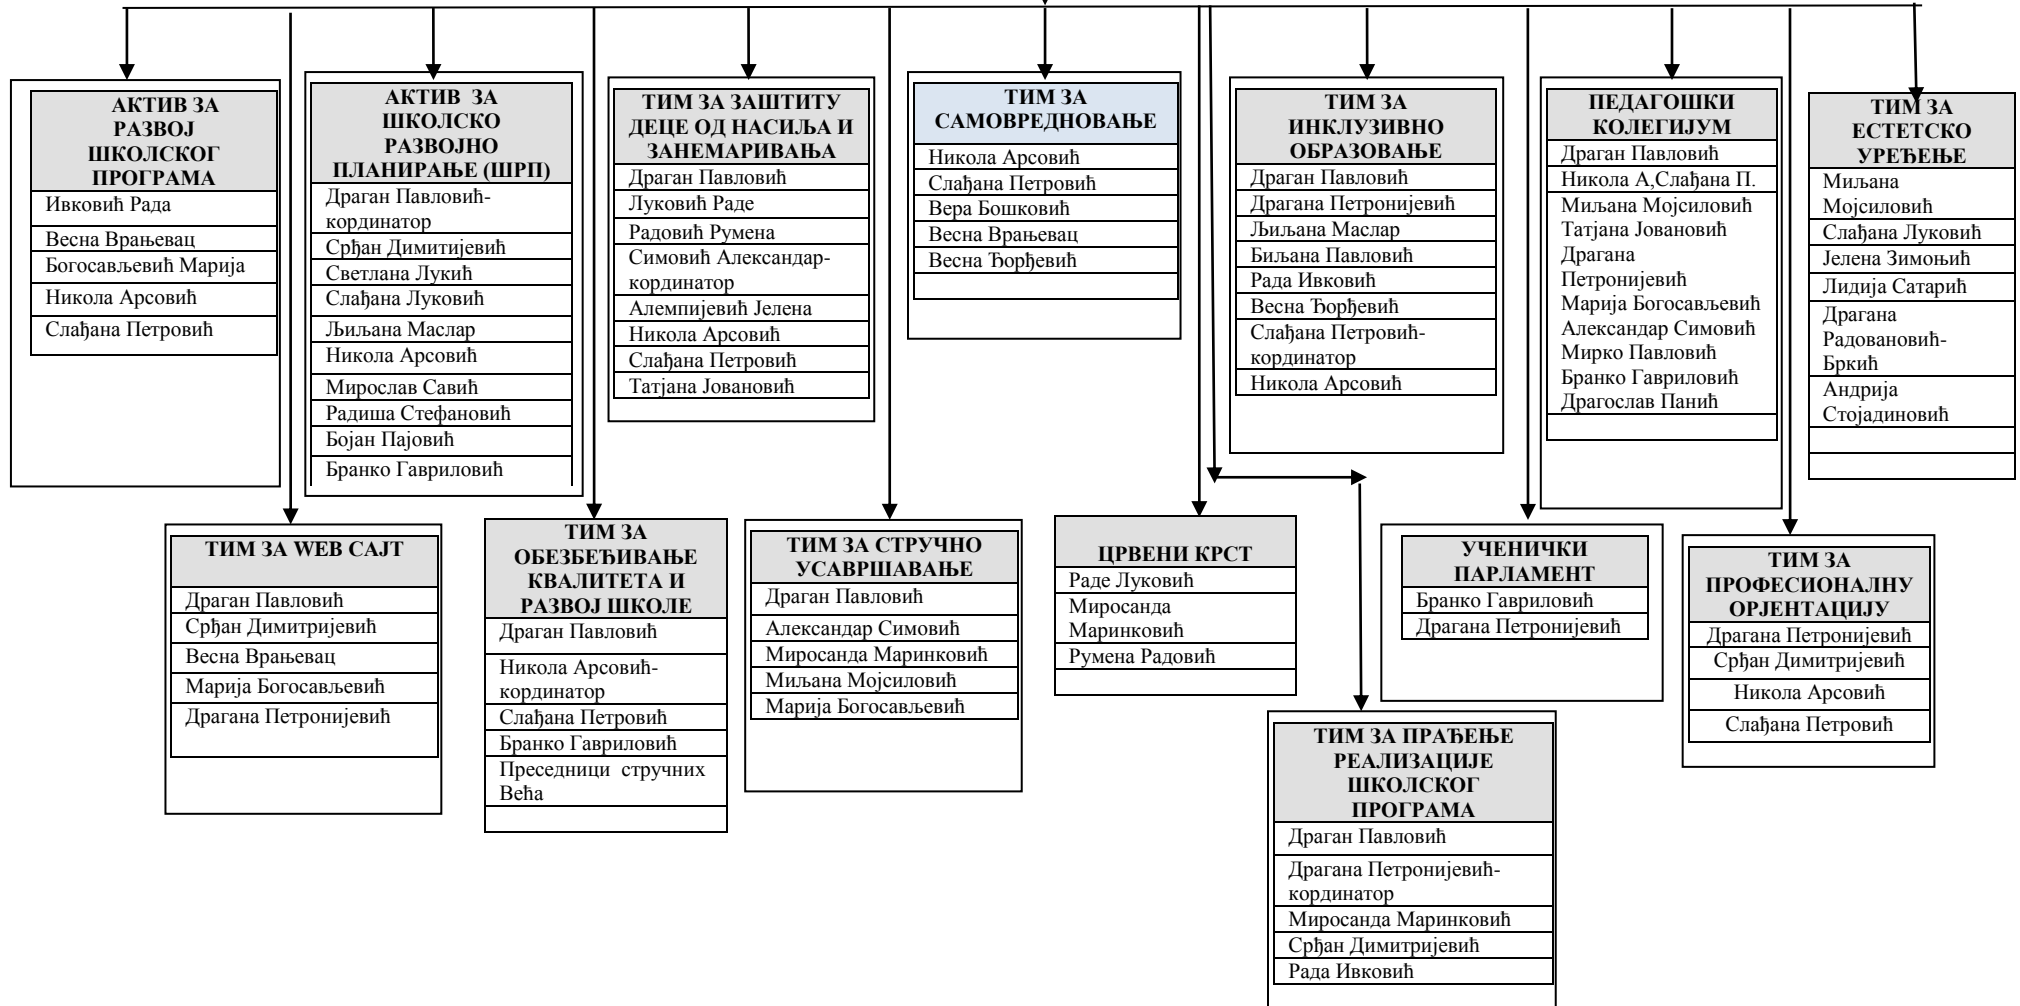 АКТИВ ЗА
РАЗВОЈ
ШКОЛСКОГ
ПРОГРАМА
Ивковић Рада
Весна Врањевац
Богосављевић Марија
Никола Арсовић
Слађана Петровић
АКТИВ ЗА
ШКОЛСКО
РАЗВОЈНО
ПЛАНИРАЊЕ (ШРП)
Драган Павловић-
кординатор
Срђан Димитијевић
Светлана Лукић
Слађана Луковић
Љиљана Маслар
Никола Арсовић
Мирослав Савић
Радиша Стефановић
Бојан Пајовић
Бранко Гавриловић
ТИМ ЗА ЗАШТИТУ
ДЕЦЕ ОД НАСИЉА И
ЗАНЕМАРИВАЊА
Драган Павловић
Луковић Раде
Радовић Румена
Симовић Александар-
кординатор
Алемпијевић Јелена
Никола Арсовић
Слађана Петровић
Татјана Јовановић
ТИМ ЗА
САМОВРЕДНОВАЊЕ
Никола Арсовић
Слађана Петровић
Вера Бошковић
Весна Врањевац
Весна Ђорђевић
ТИМ ЗА
ИНКЛУЗИВНО
ОБРАЗОВАЊЕ
Драган Павловић
Драгана Петронијевић
Љиљана Маслар
Биљана Павловић
Рада Ивковић
Весна Ђорђевић
Слађана Петровић-
кординатор
Никола Арсовић
ПЕДАГОШКИ
КОЛЕГИЈУМ
Драган Павловић
Никола А,Слађана П.
Миљана Мојсиловић
Татјана Јовановић
Драгана
Петронијевић
Марија Богосављевић
Александар Симовић
Мирко Павловић
Бранко Гавриловић
Драгослав Панић
ТИМ ЗА
ЕСТЕТСКО
УРЕЂЕЊЕ
Миљана
Мојсиловић
Слађана Луковић
Јелена Зимоњић
Лидија Сатарић
Драгана
Радовановић-
Бркић
Андрија
Стојадиновић
ТИМ ЗА WEB САЈТ
Драган Павловић
Срђан Димитријевић
Весна Врањевац
Марија Богосављевић
Драгана Петронијевић
ТИМ ЗА
ОБЕЗБЕЂИВАЊЕ
КВАЛИТЕТА И
РАЗВОЈ ШКОЛЕ
Драган Павловић
Никола Арсовић-
кординатор
Слађана Петровић
Бранко Гавриловић
Преседници стручних
Већа
ТИМ ЗА СТРУЧНО
УСАВРШАВАЊЕ
Драган Павловић
Александар Симовић
Миросанда Маринковић
Миљана Мојсиловић
Марија Богосављевић
ЦРВЕНИ КРСТ
Раде Луковић
Миросанда
Маринковић
Румена Радовић
ТИМ ЗА ПРАЂЕЊЕ
РЕАЛИЗАЦИЈЕ
ШКОЛСКОГ
ПРОГРАМА
Драган Павловић
Драгана Петронијевић-
кординатор
Миросанда Маринковић
Срђан Димитријевић
Рада Ивковић
УЧЕНИЧКИ
ПАРЛАМЕНТ
Бранко Гавриловић
Драгана Петронијевић
ТИМ ЗА
ПРОФЕСИОНАЛНУ
ОРЈЕНТАЦИЈУ
Драгана Петронијевић
Срђан Димитријевић
Никола Арсовић
Слађана Петровић